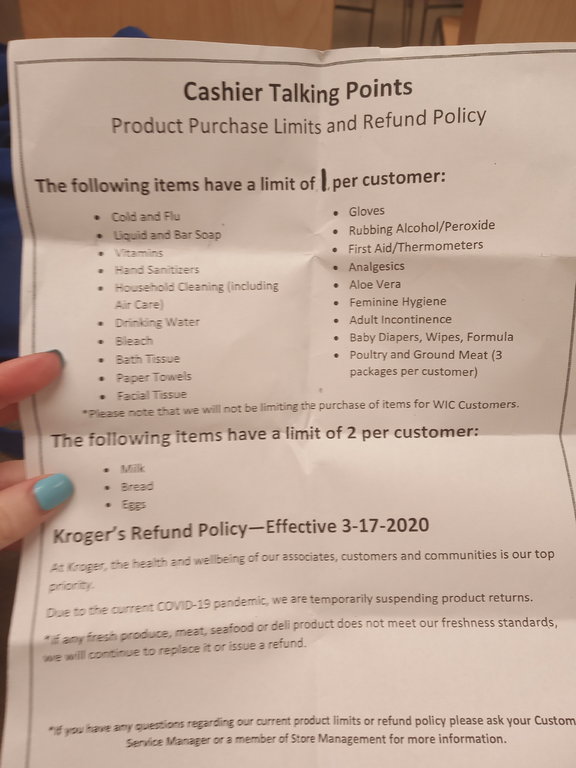 Cashier Talking Points
Product Purchase Limits and Refund Policy
The following items have a limit of 1 per customer:
• Cold and Flu
• Liquid and Bar Soap
• Vitamins
• Hand Sanitizers
• Household Cleaning (including
Air Care)
• Drinking Water
• Bleach
• Bath Tissue
• Paper Towels
• Facial Tissue
• Gloves
• Rubbing Alcohol/Peroxide
• First Aid/Thermometers
• Analgesics
• Aloe Vera
• Feminine Hygiene
• Adult Incontinence
• Baby Diapers, Wipes, Formula
• Poultry and Ground Meat (3
packages per customer)
*Please note that we will not be limiting the purchase of items for WIC Customers.
The following items have a limit of 2 per customer:
• Milk
• Bread
• Eggs
Kroger's Refund Policy—Effective 3-17-2020
At Kroger, the health and wellbeing of our associates, customers and communities is our top
priority.
Due to the current COVID-19 pandemic, we are temporarily suspending product returns.
*If any fresh produce, meat, seafood or deli product does not meet our freshness standards,
we will continue to replace it or issue a refund.
*If you have any questions regarding our current product limits or refund policy please ask your Custom
Service Manager or a member of Store Management for more information.